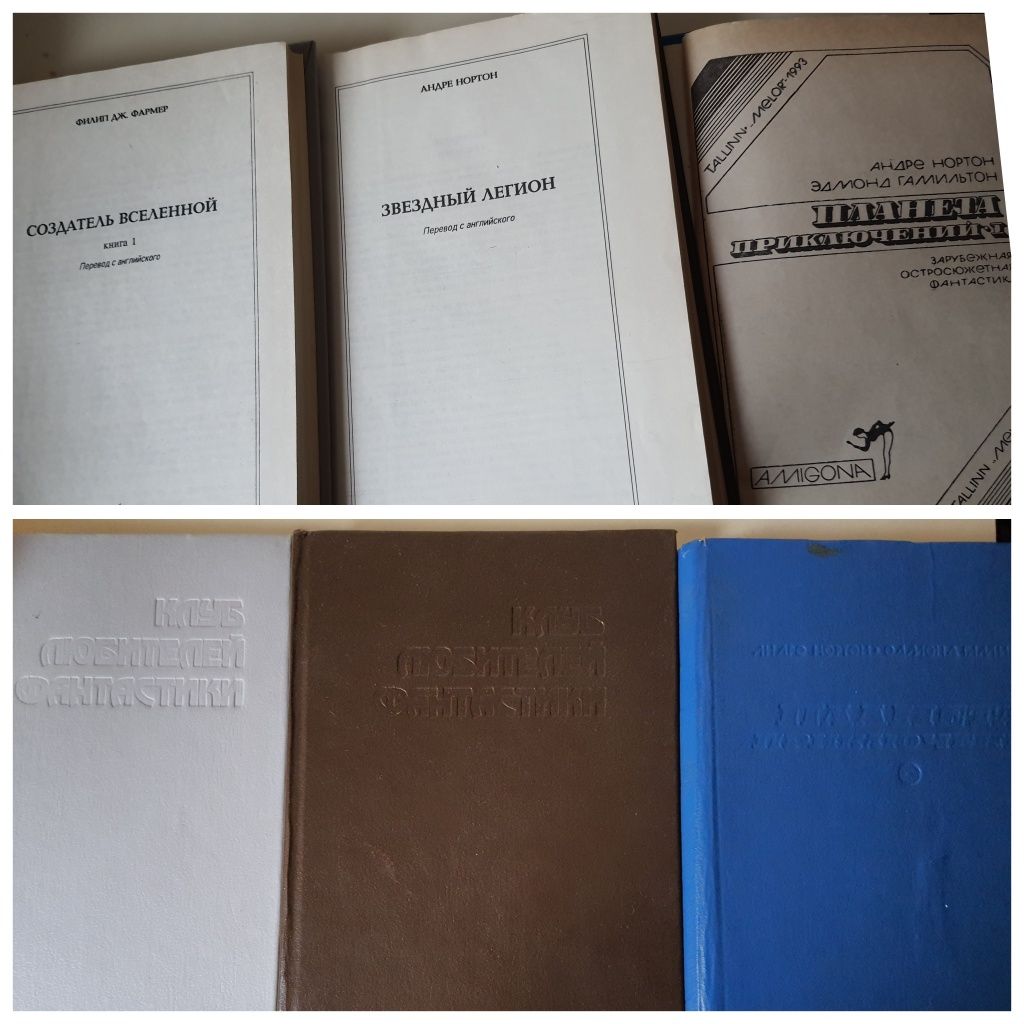 ФИЛИП ДЖ. ФАРМЕР
СОЗДАТЕЛЬ ВСЕЛЕННОЙ
книга 1
Перевод с английского
АНДРЕ НОРТОН
ЗВЕЗДНЫЙ ЛЕГИОН
Перевод с английского
TALLINN·„MELOR"·1993
АНДРЕ НОРТОН
ЭДМОНД ГАМИЛЬТОН
ПЛАНЕТА
ПРИКЛЮЧЕНИЙ
ЗАРУБЕЖНАЯ
ОСТРОСЮЖЕТНАЯ
ФАНТАСТИКА
AMIGONA
TALLINN
КЛУБ
ЛЮБИТЕЛЕЙ
ФАНТАСТИКИ
КЛУБ
ЛЮБИТЕЛЕЙ
ФАНТАСТИКИ